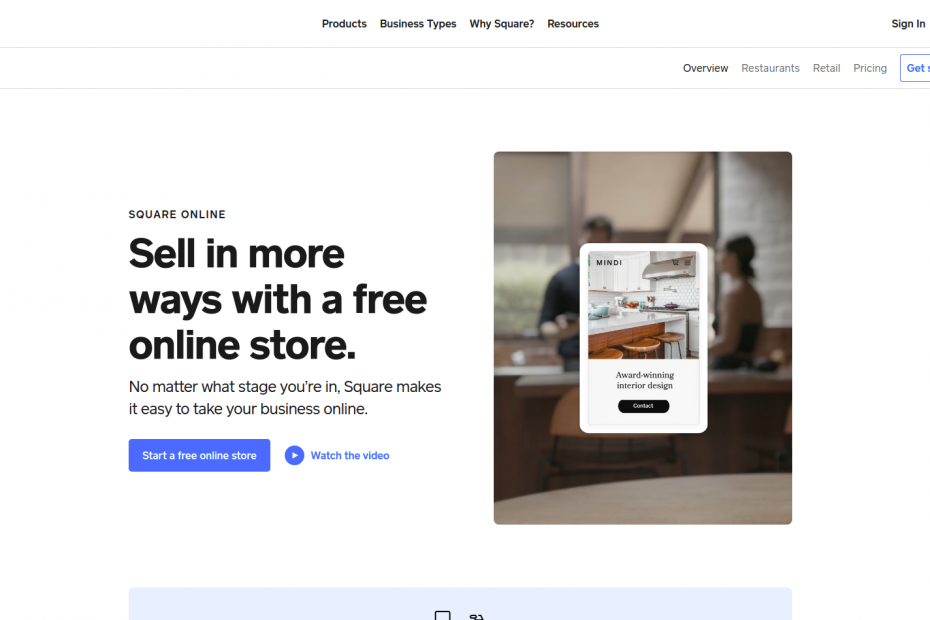 Products Business Types Why Square? Resources Sign In
Overview Restaurants Retail Pricing Get
SQUARE ONLINE
Sell in more
ways with a free
online store.
No matter what stage you're in, Square makes
it easy to take your business online.
Start a free online store Watch the video
MINDI
Award-winning
interior design
Contact